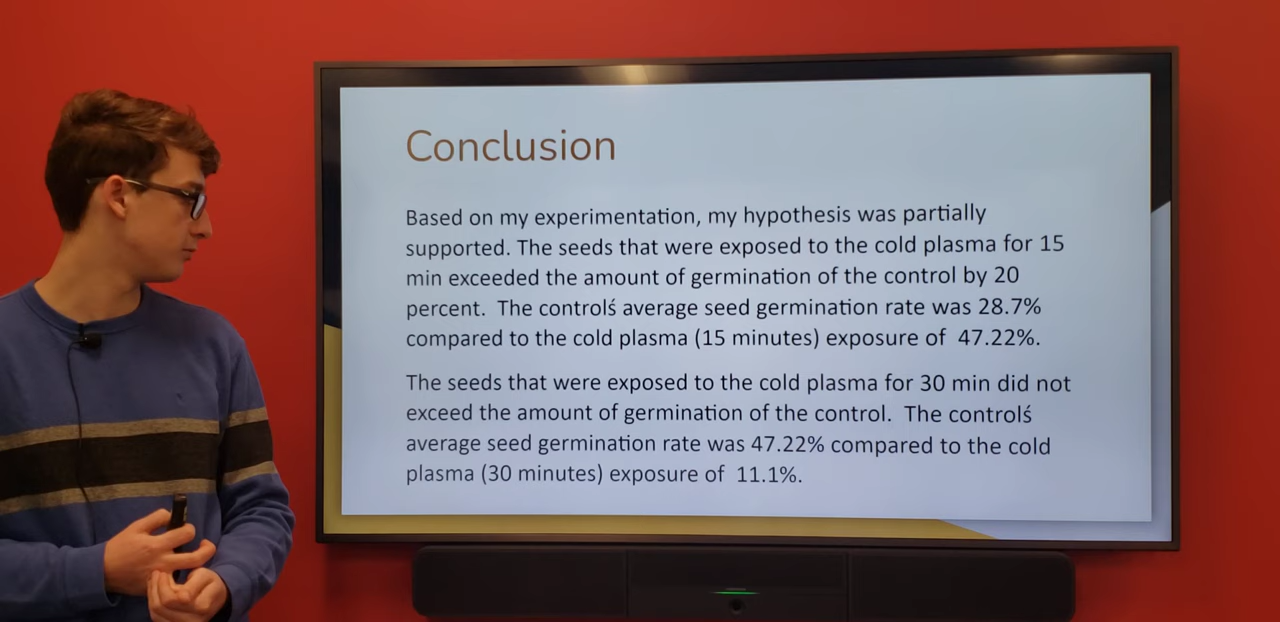 Conclusion
Based on my experimentation, my hypothesis was partially
supported. The seeds that were exposed to the cold plasma for 15
min exceeded the amount of germination of the control by 20
percent.  The controlś average seed germination rate was 28.7%
compared to the cold plasma (15 minutes) exposure of  47.22%.
The seeds that were exposed to the cold plasma for 30 min did not
exceed the amount of germination of the control.  The controlś
average seed germination rate was 47.22% compared to the cold
plasma (30 minutes) exposure of  11.1%.